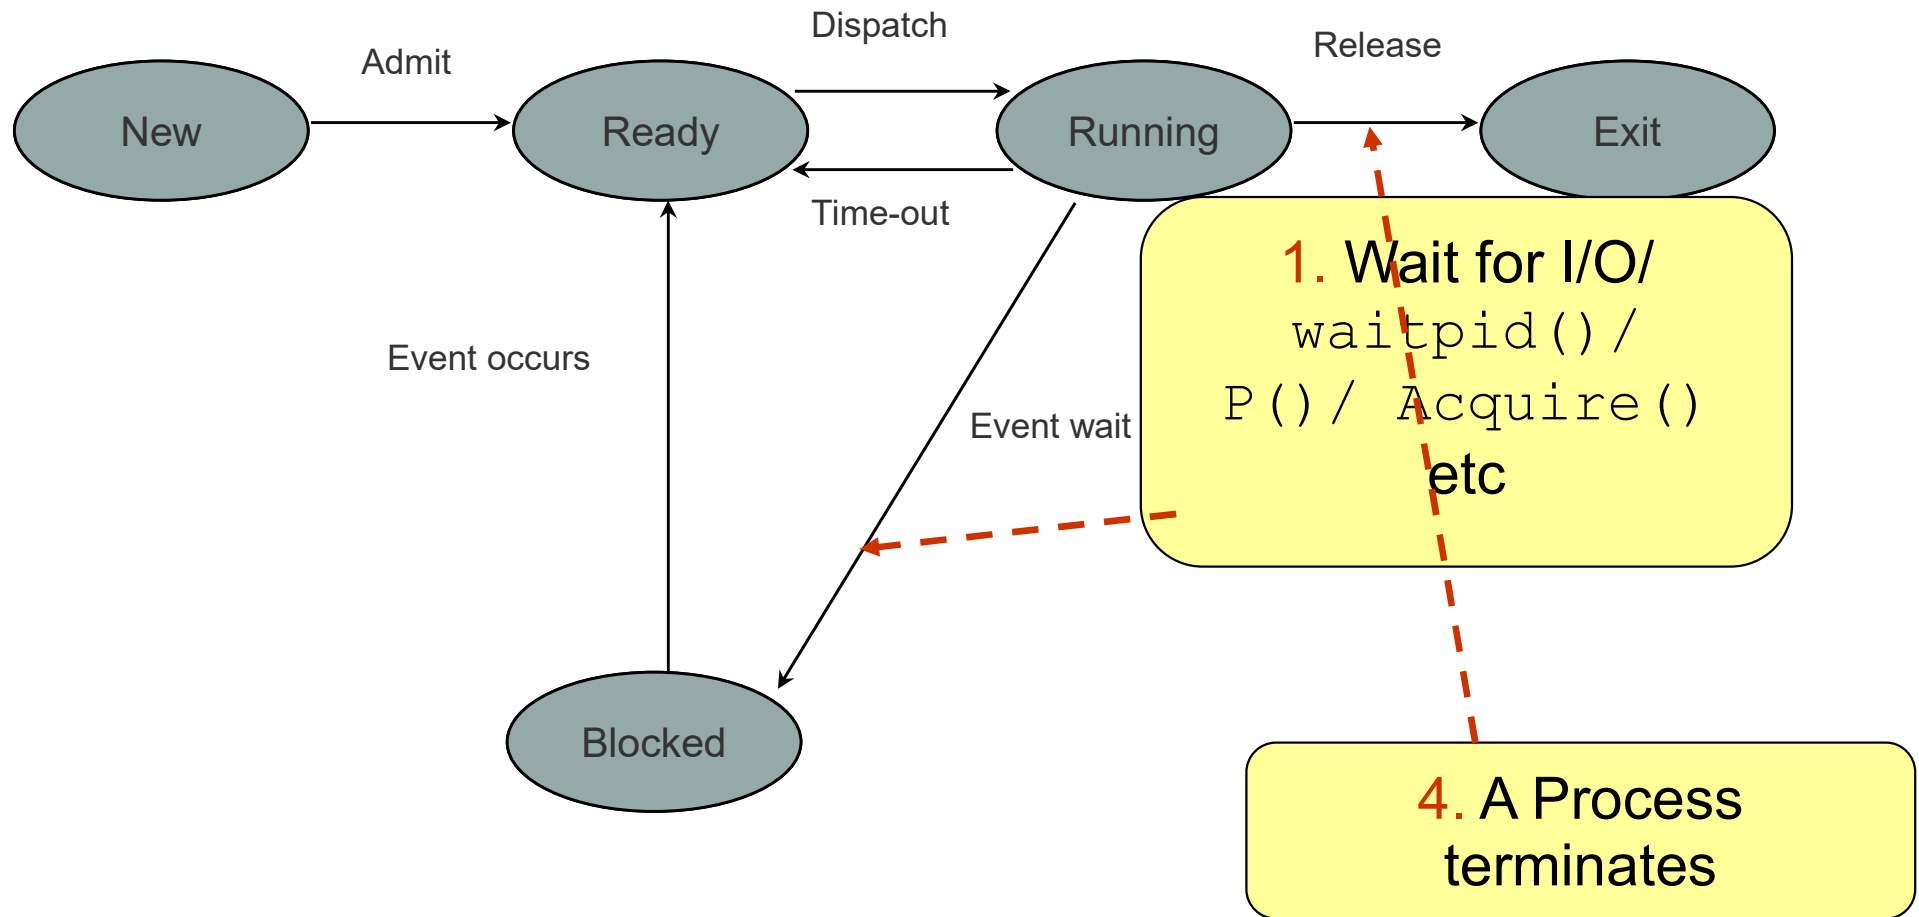 Dispatch
Release
Admit
New
Ready
Running
Exit
Time-out
1. Wait for I/O/
waitpid()/
P()/ Acquire()
etc
Event occurs
Event wait
Blocked
4. A Process
terminates